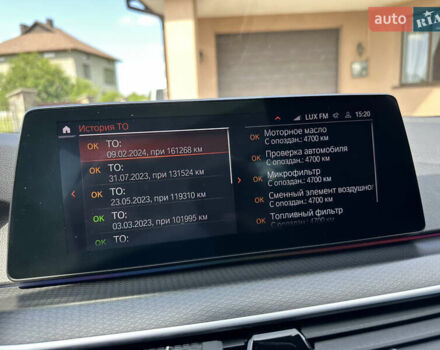 auto RIA
LUX FM 15:20
История ТО
OK ТО:
09.02.2024, при 161268 км
OK ТО:
31.07.2023, при 131524 км
OK ТО:
23.05.2023, при 119310 км
OK ТО:
03.03.2023, при 101995 км
OK ТО:
OK Моторное масло
С опоздан.: 4700 км
OK Проверка автомобиля
С опоздан.: 4700 км
OK Микрофильтр
С опоздан.: 4700 км
OK Сменный элемент воздушно
С опоздан.: 4700 км
OK Топливный фильтр
С опоздан.: 4700 км